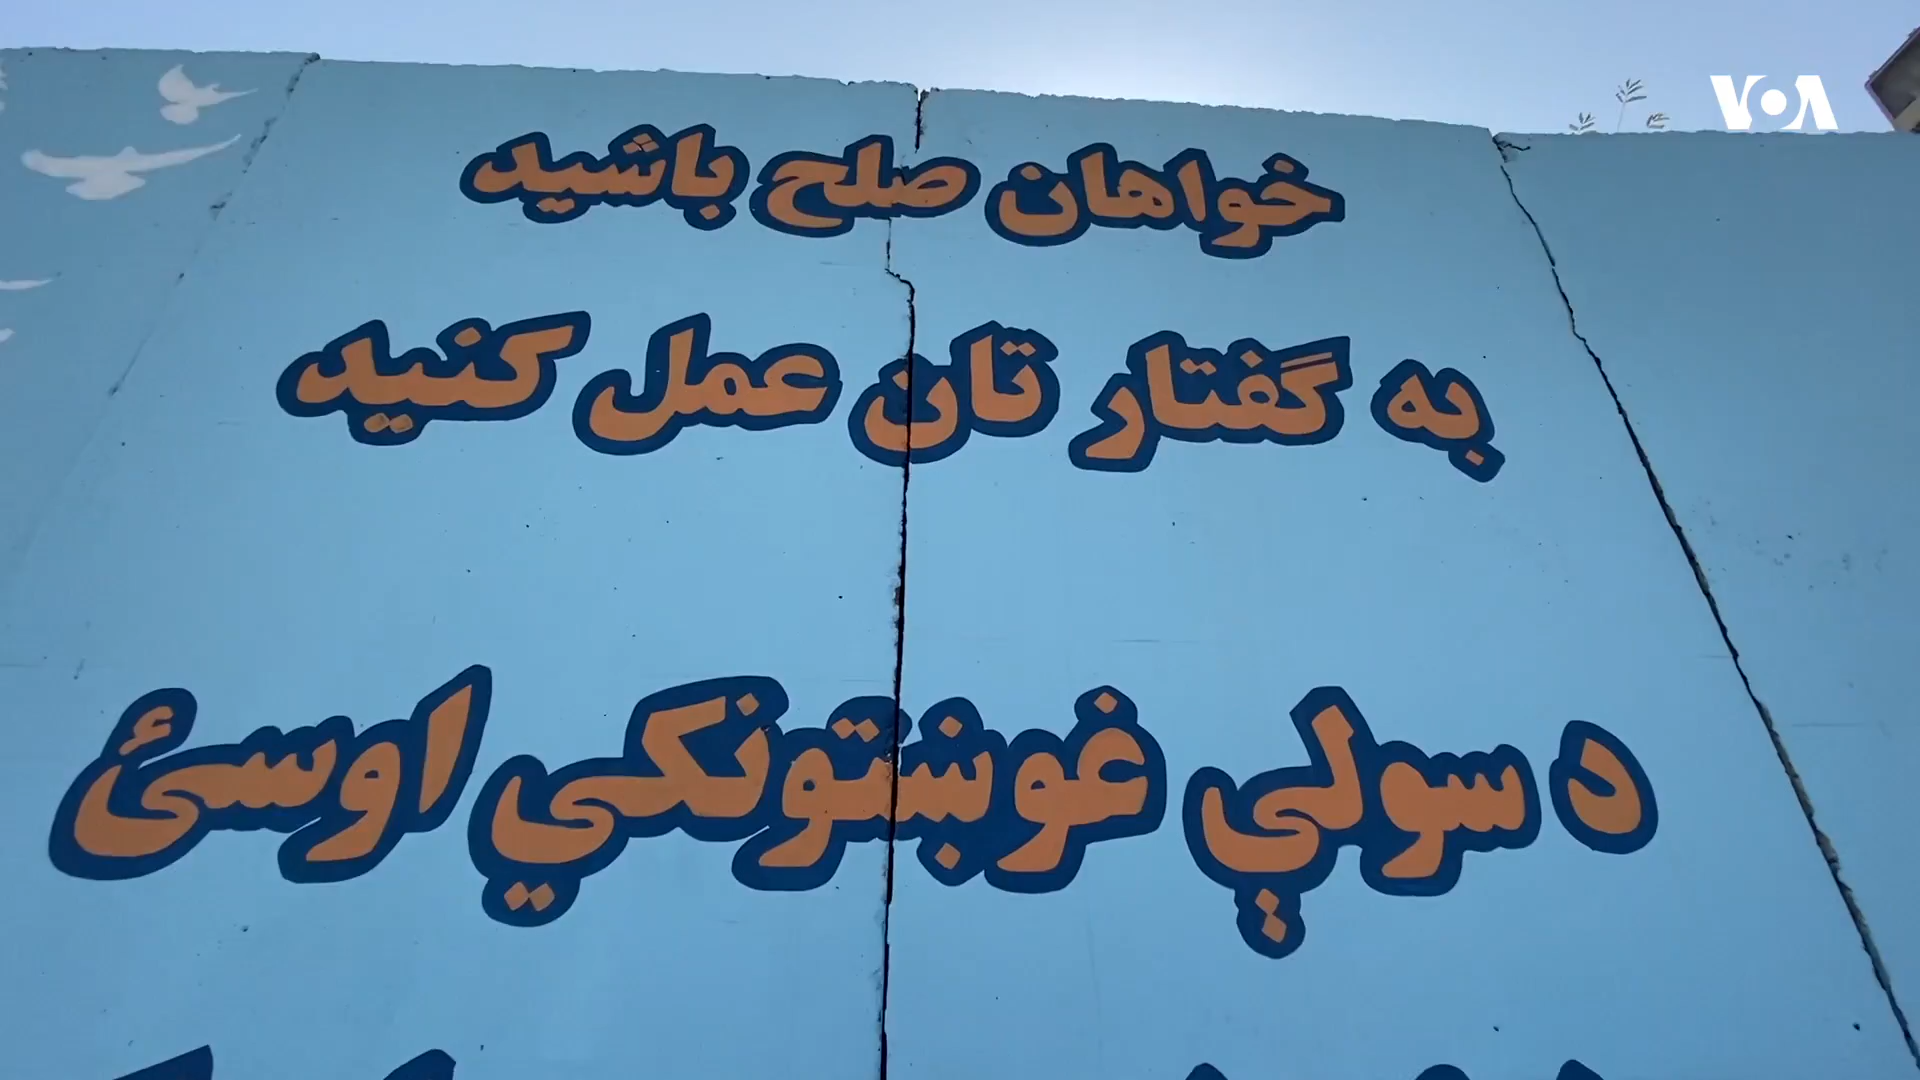 VOA
خواهان صلح باشید
به گفتار تان عمل کنید
د سولې غوښتونکي اوسئ